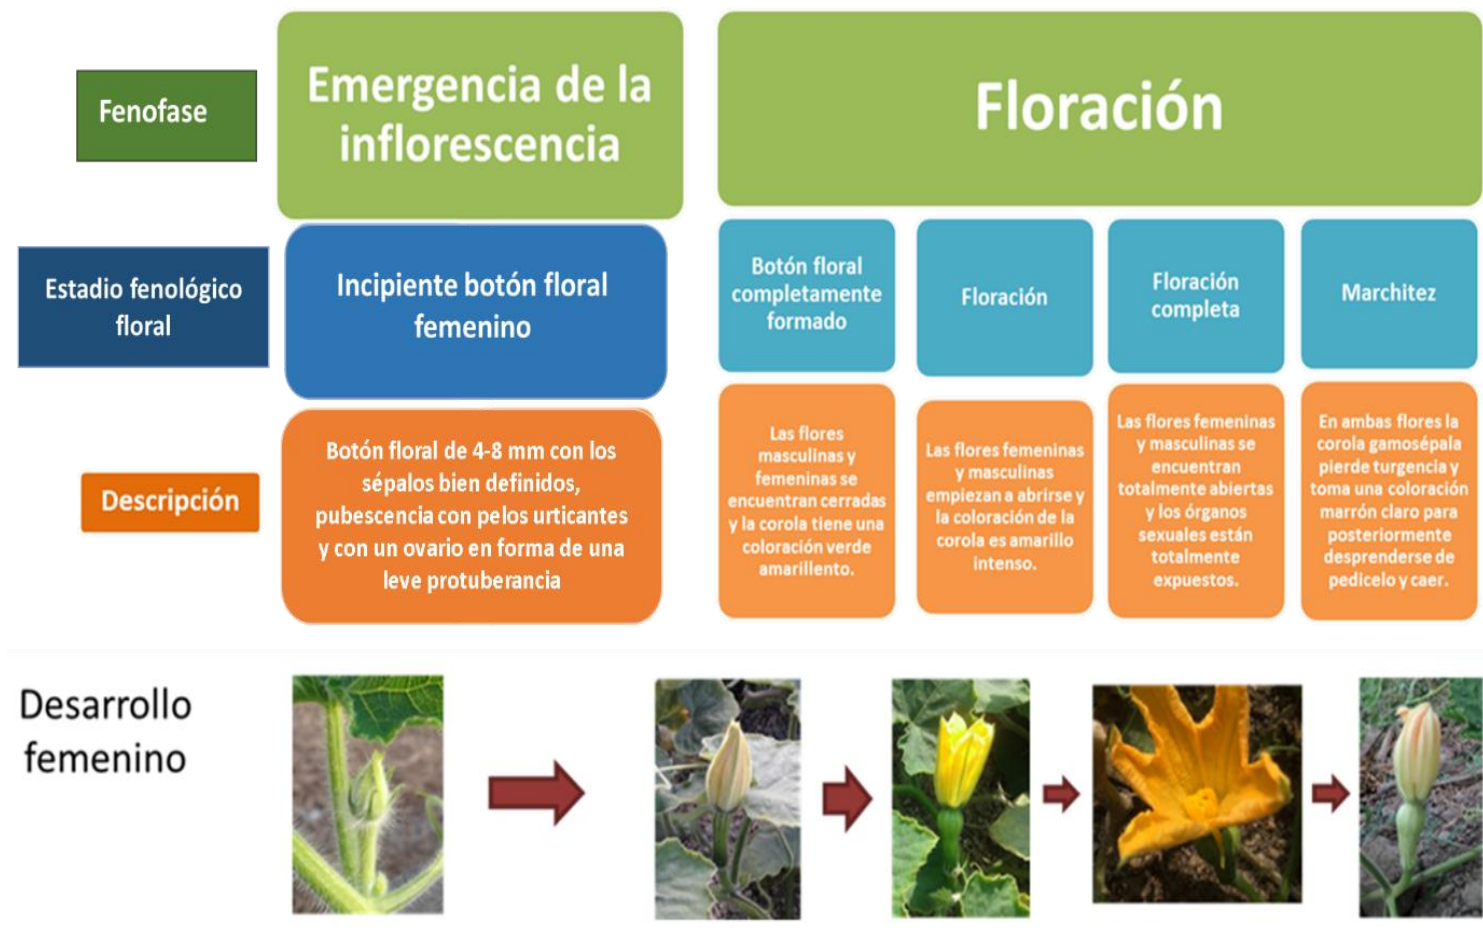 Fenofase
Emergencia de la
inflorescencia
Floración
Estadio fenológico
floral
Incipiente botón floral
femenino
Botón floral
completamente
formado
Floración
Floración
completa
Marchitez
Descripción
Botón floral de 4-8 mm con los
sépalos bien definidos,
pubescencia con pelos urticantes
y con un ovario en forma de una
leve protuberancia
Las flores
masculinas y
femeninas se
encuentran cerradas
y la corola tiene una
coloración verde
amarillento.
Las flores femeninas
y masculinas
empiezan a abrirse y
la coloración de la
corola es amarillo
intenso.
Las flores femeninas
y masculinas se
encuentran
totalmente abiertas
y los órganos
sexuales están
totalmente
expuestos.
En ambas flores la
corola gamosépala
pierde turgencia y
toma una coloración
marrón claro para
posteriormente
desprenderse de
pedicelo y caer.
Desarrollo
femenino